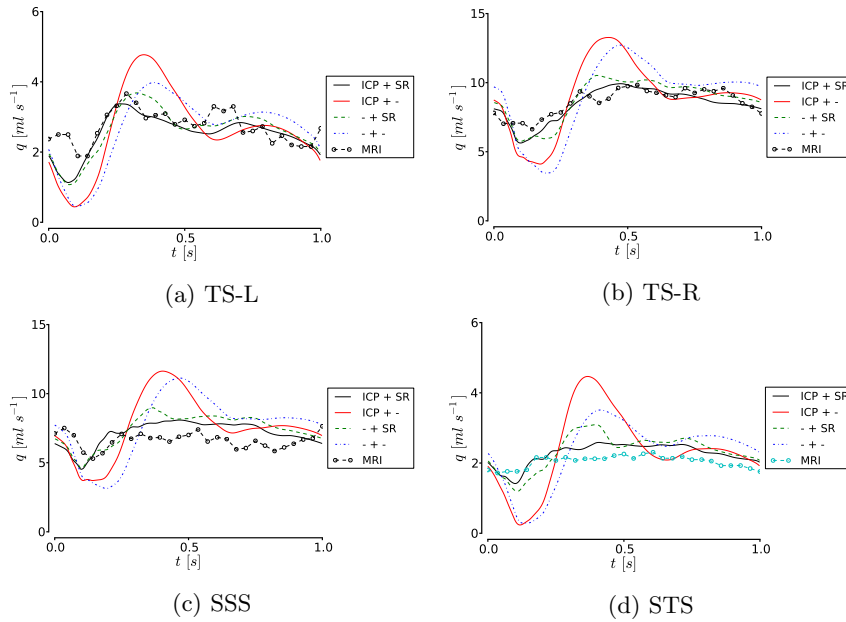 6
4
2
0
q [ml s⁻¹]
0.0 0.5 1.0
t [s]
ICP + SR
ICP + -
- + SR
- + -
MRI
(a) TS-L
15
10
5
0
q [ml s⁻¹]
0.0 0.5 1.0
t [s]
ICP + SR
ICP + -
- + SR
- + -
MRI
(b) TS-R
15
10
5
0
q [ml s⁻¹]
0.0 0.5 1.0
t [s]
ICP + SR
ICP + -
- + SR
- + -
MRI
(c) SSS
6
4
2
0
q [ml s⁻¹]
0.0 0.5 1.0
t [s]
ICP + SR
ICP + -
- + SR
- + -
MRI
(d) STS